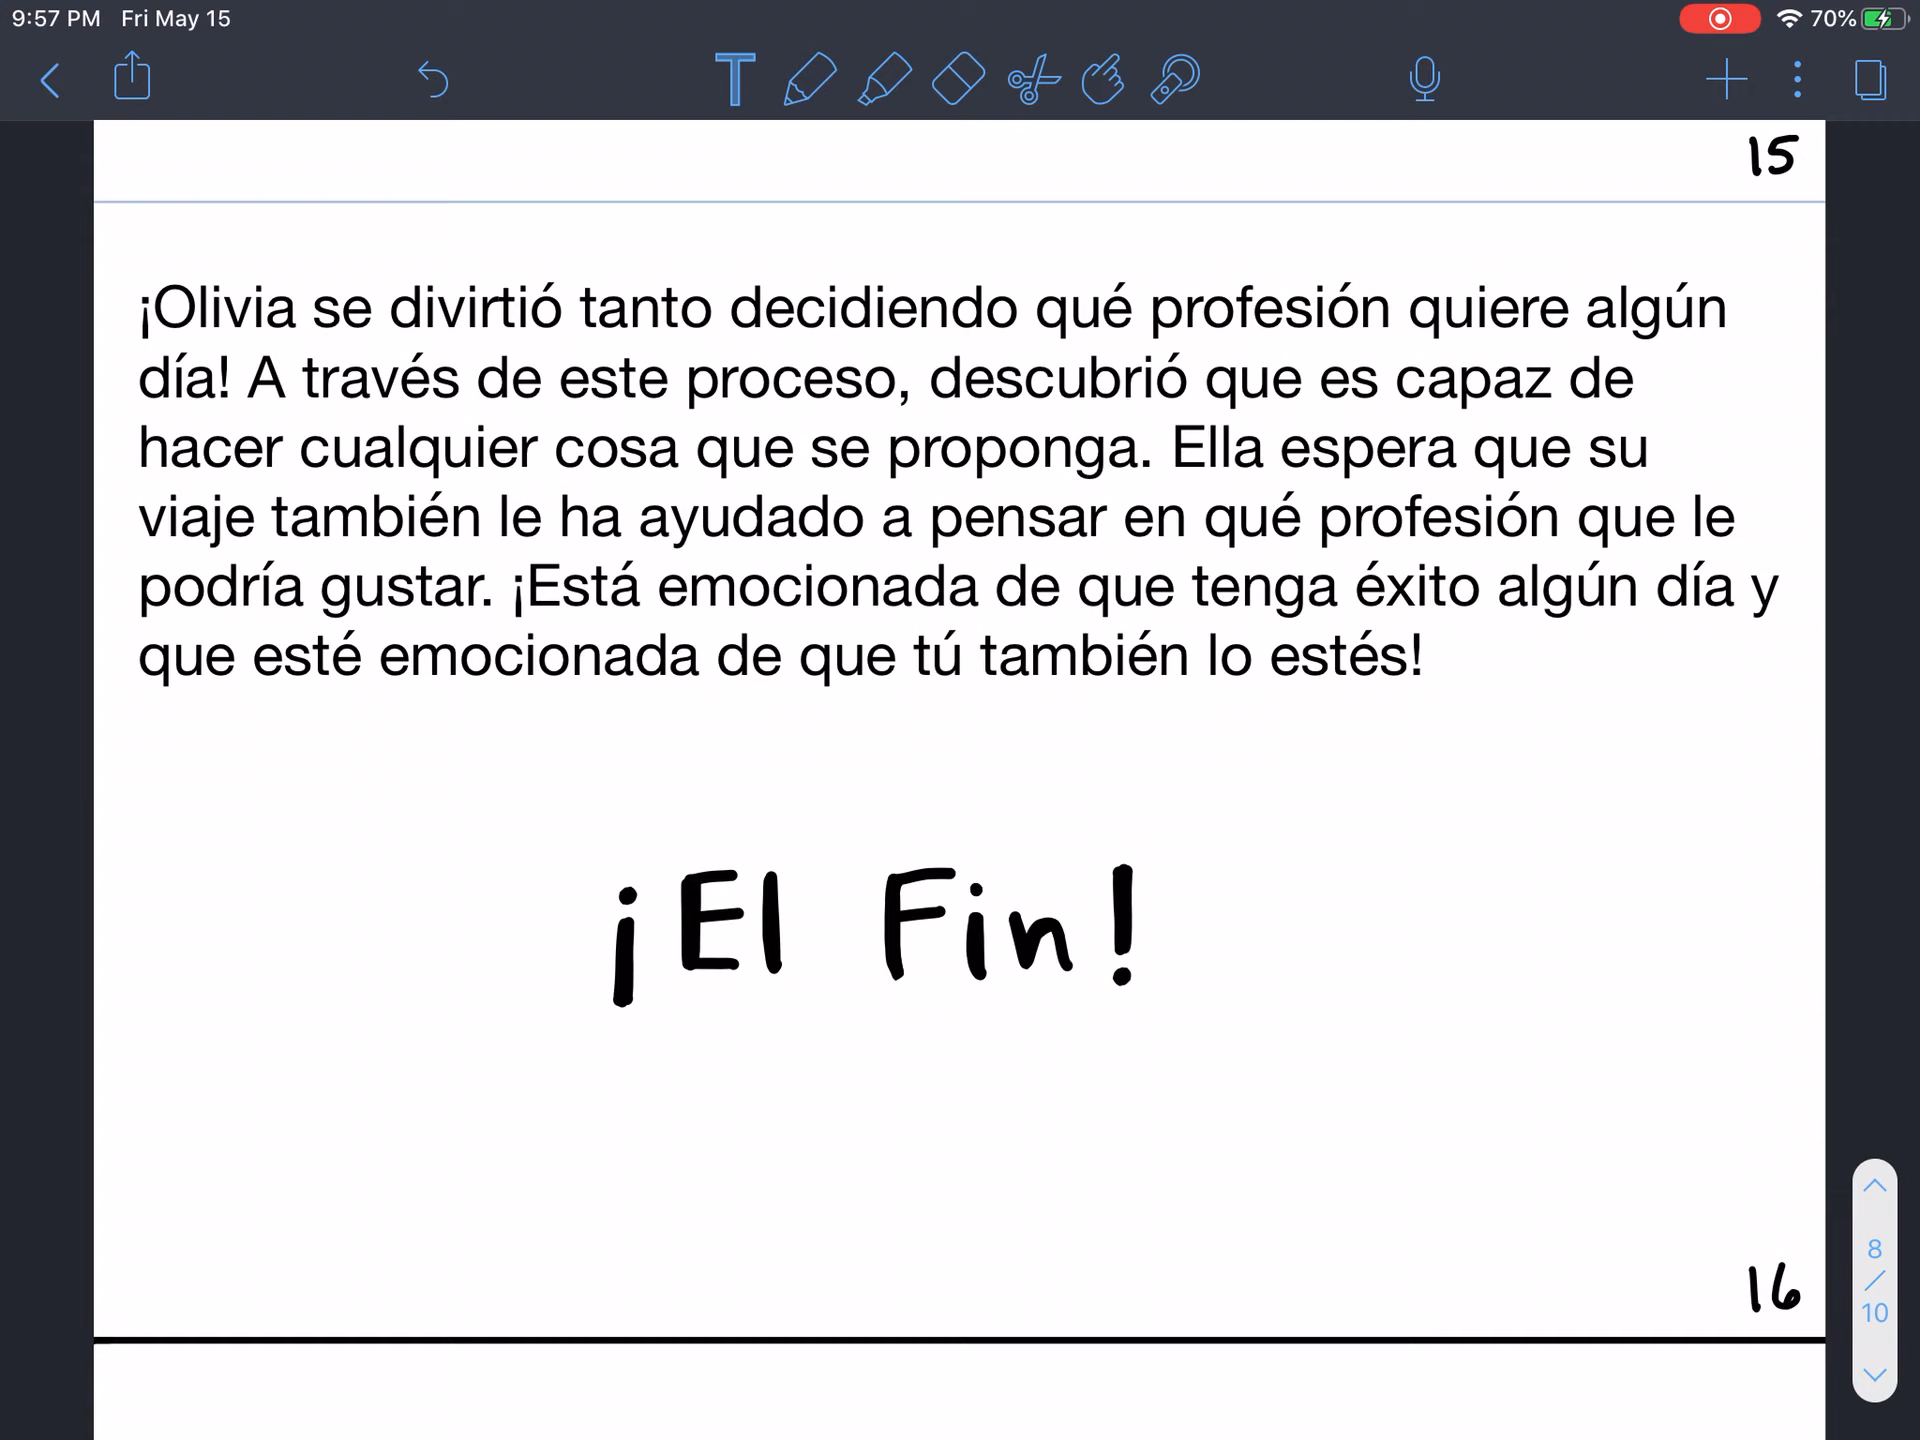 9:57 PM Fri May 15
70%
T
15
¡Olivia se divirtió tanto decidiendo qué profesión quiere algún
día! A través de este proceso, descubrió que es capaz de
hacer cualquier cosa que se proponga. Ella espera que su
viaje también le ha ayudado a pensar en qué profesión que le
podría gustar. ¡Está emocionada de que tenga éxito algún día y
que esté emocionada de que tú también lo estés!
¡El Fin!
8
/
10
16